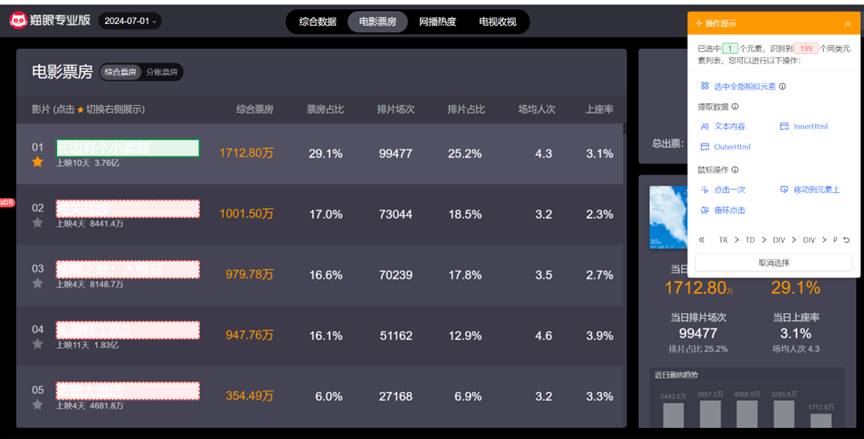 猫眼专业版 2024-07-01
综合数据 电影票房 网播热度 电视收视
电影票房 综合票房 分账票房
影片 (点击 切换右侧展示) 综合票房 票房占比 排片场次 排片占比 场均人次 上座率
01 云边有个小卖部 1712.80万 29.1% 99477 25.2% 4.3 3.1%
上映10天 3.76亿
02 1001.50万 17.0% 73044 18.5% 3.2 2.3%
上映4天 8441.4万
03 979.78万 16.6% 70239 17.8% 3.5 2.7%
上映4天 8148.7万
04 947.76万 16.1% 51162 12.9% 4.6 3.9%
上映11天 1.83亿
05 354.49万 6.0% 27168 6.9% 3.2 3.3%
上映4天 4681.8万
试用
总出票:
操作提示
已选中 1 个元素，识别到 199 个同类元
素列表，您可以进行以下操作:
选中全部相似元素
提取数据
文本内容 InnerHtml
OuterHtml
鼠标操作
点击一次 移动到元素上
循环点击
« TR > TD > DIV > DIV > P
取消选择
1712.80万 29.1%
当日排片场次 当日上座率
99477 3.1%
排片占比 25.2% 场均人次 4.3
近日票房趋势
2443.5万 2657.2万 4068.9万 3285.6万 1712.8万